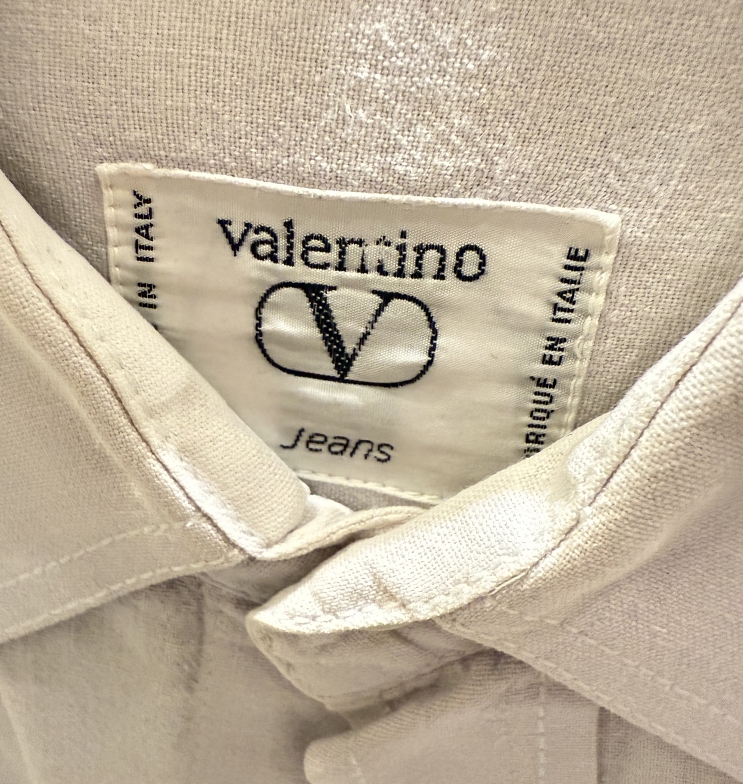 valentino
V
Jeans
IN ITALY
EN ITALIE